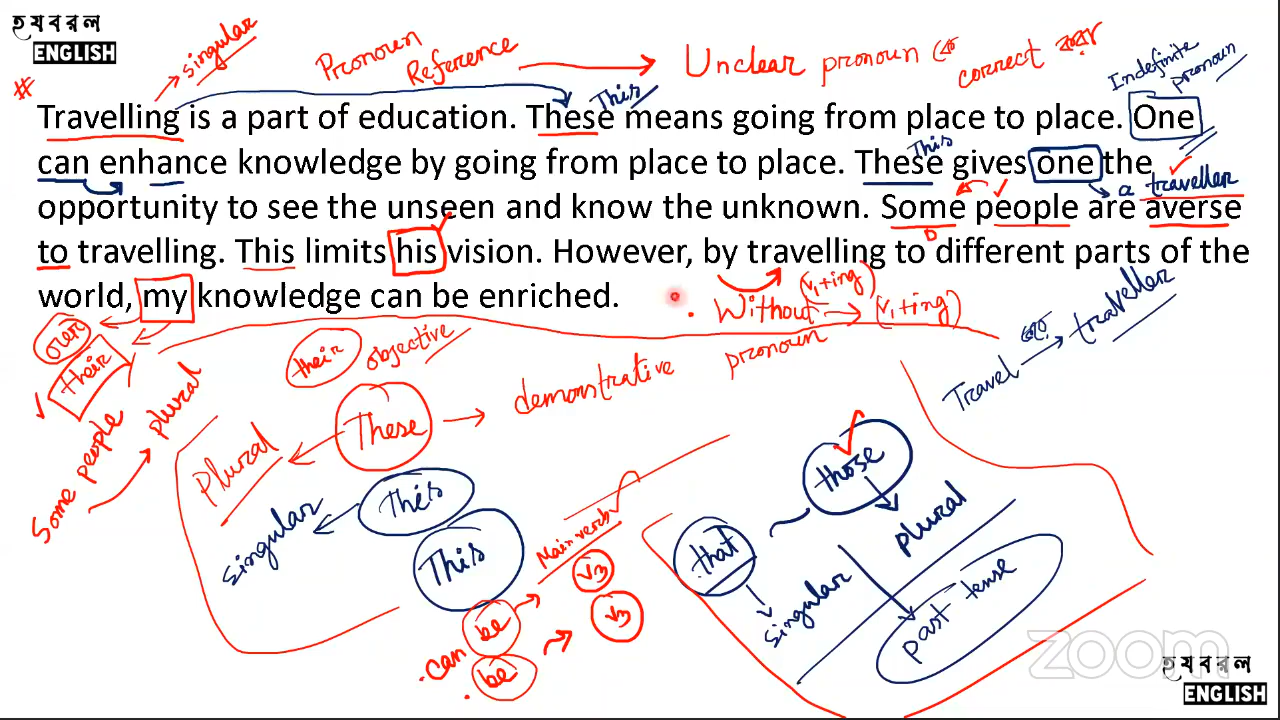 হ য ব র ল
ENGLISH
#
singular
Pronoun
Reference
Unclear pronoun কে
correct করো
Indefinite
pronoun
Travelling is a part of education. These means going from place to place. One
This
can enhance knowledge by going from place to place. These gives one the
This
a traveller
opportunity to see the unseen and know the unknown. Some people are averse
to travelling. This limits his vision. However, by travelling to different parts of the
world, my knowledge can be enriched.
Without (v1+ing)
(v1+ing)
Travel traveller
their
Some people plural
their objective
These demonstrative pronoun
Plural
This
singular
This
Main verb
v3
v3
can be
be
those
plural
that
singular
past tense
zoom
হ য ব র ল
ENGLISH